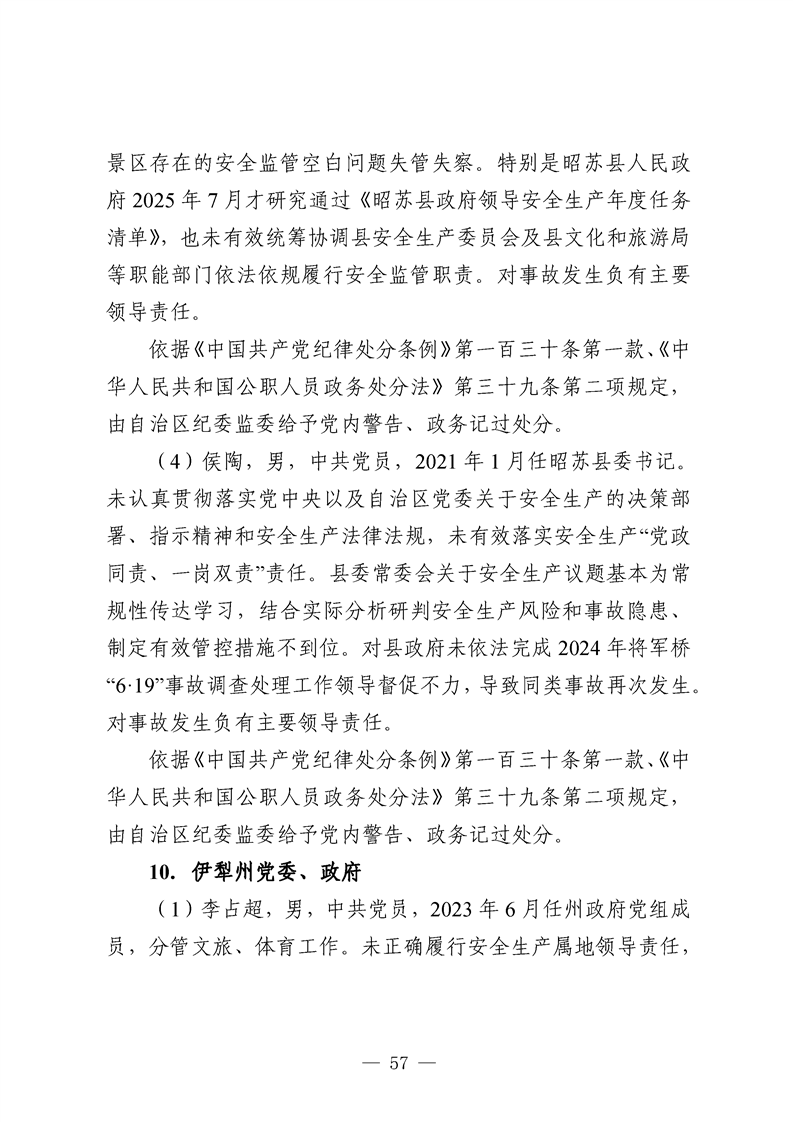 景区存在的安全监管空白问题失管失察。特别是昭苏县人民政
府 2025 年 7 月才研究通过《昭苏县政府领导安全生产年度任务
清单》，也未有效统筹协调县安全生产委员会及县文化和旅游局
等职能部门依法依规履行安全监管职责。对事故发生负有主要
领导责任。
依据《中国共产党纪律处分条例》第一百三十条第一款、《中
华人民共和国公职人员政务处分法》第三十九条第二项规定，
由自治区纪委监委给予党内警告、政务记过处分。
（4）侯陶，男，中共党员，2021 年 1 月任昭苏县委书记。
未认真贯彻落实党中央以及自治区党委关于安全生产的决策部
署、指示精神和安全生产法律法规，未有效落实安全生产“党政
同责、一岗双责”责任。县委常委会关于安全生产议题基本为常
规性传达学习，结合实际分析研判安全生产风险和事故隐患、
制定有效管控措施不到位。对县政府未依法完成 2024 年将军桥
“6·19”事故调查处理工作领导督促不力，导致同类事故再次发生。
对事故发生负有主要领导责任。
依据《中国共产党纪律处分条例》第一百三十条第一款、《中
华人民共和国公职人员政务处分法》第三十九条第二项规定，
由自治区纪委监委给予党内警告、政务记过处分。
10．伊犁州党委、政府
（1）李占超，男，中共党员，2023 年 6 月任州政府党组成
员，分管文旅、体育工作。未正确履行安全生产属地领导责任，
— 57 —